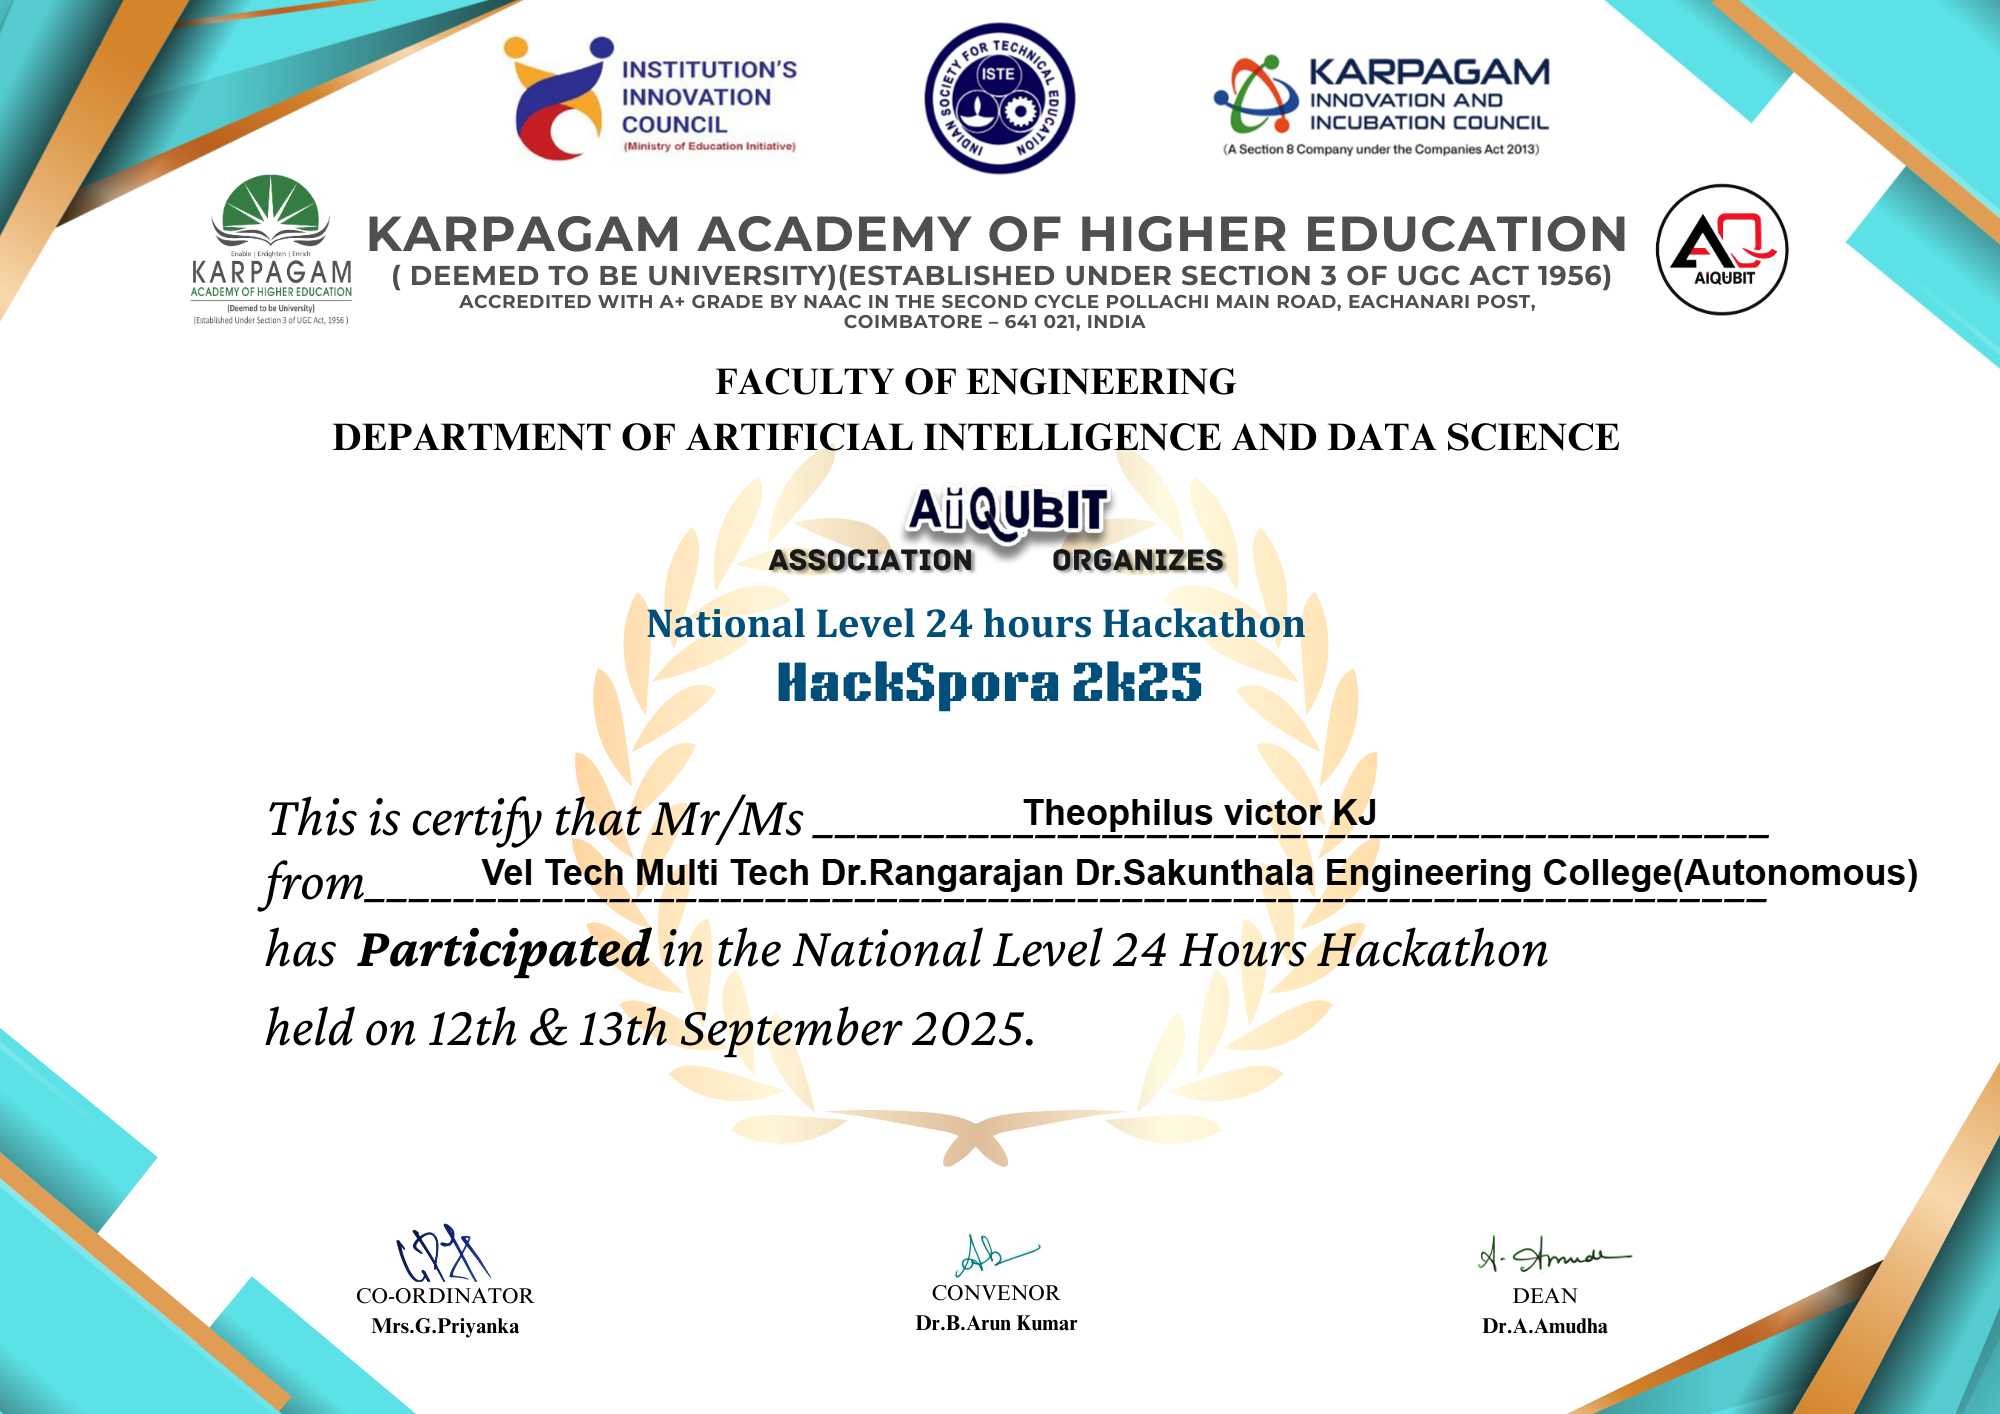 INSTITUTION'S
INNOVATION
COUNCIL
(Ministry of Education Initiative)
INDIAN SOCIETY FOR TECHNICAL EDUCATION
ISTE
KARPAGAM
INNOVATION AND
INCUBATION COUNCIL
(A Section 8 Company under the Companies Act 2013)
Enable | Enlighten | Enrich
KARPAGAM
ACADEMY OF HIGHER EDUCATION
(Deemed to be University)
(Established Under Section 3 of UGC Act, 1956 )
KARPAGAM ACADEMY OF HIGHER EDUCATION
( DEEMED TO BE UNIVERSITY)(ESTABLISHED UNDER SECTION 3 OF UGC ACT 1956)
ACCREDITED WITH A+ GRADE BY NAAC IN THE SECOND CYCLE POLLACHI MAIN ROAD, EACHANARI POST,
COIMBATORE – 641 021, INDIA
AQ
AIQUBIT
FACULTY OF ENGINEERING
DEPARTMENT OF ARTIFICIAL INTELLIGENCE AND DATA SCIENCE
AiQUbIT
ASSOCIATION ORGANIZES
National Level 24 hours Hackathon
HackSpora 2k25
This is certify that Mr/Ms Theophilus victor KJ
from Vel Tech Multi Tech Dr.Rangarajan Dr.Sakunthala Engineering College(Autonomous)
has Participated in the National Level 24 Hours Hackathon
held on 12th & 13th September 2025.
A. Amudha
CO-ORDINATOR
Mrs.G.Priyanka
CONVENOR
Dr.B.Arun Kumar
DEAN
Dr.A.Amudha